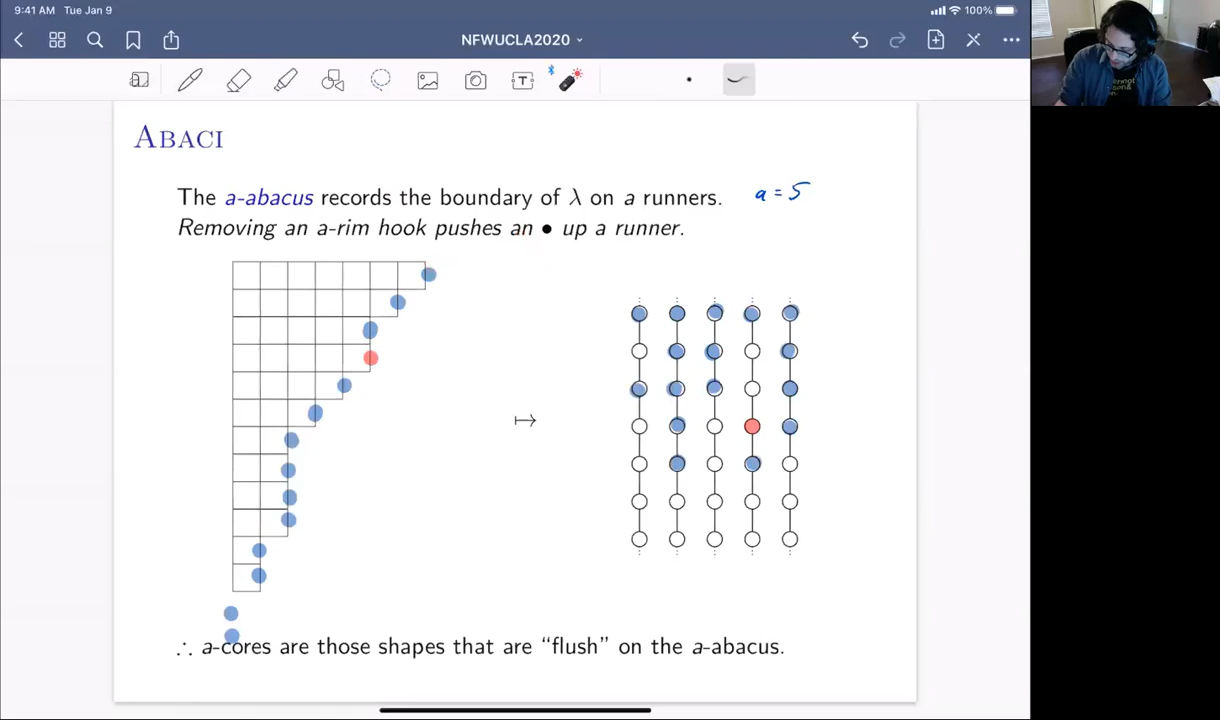 9:41 AM Tue Jan 9
100%
NFWUCLA2020
T
ABACI
The a-abacus records the boundary of λ on a runners. a = 5
Removing an a-rim hook pushes an • up a runner.
↦
∴ a-cores are those shapes that are “flush” on the a-abacus.